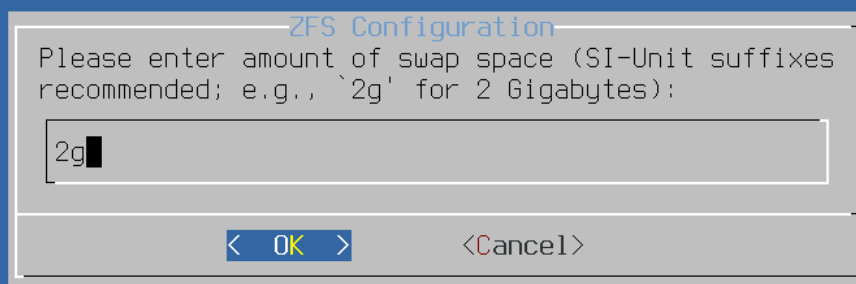 ZFS Configuration
Please enter amount of swap space (SI-Unit suffixes
recommended; e.g., `2g' for 2 Gigabytes):
2g
< OK > <Cancel>